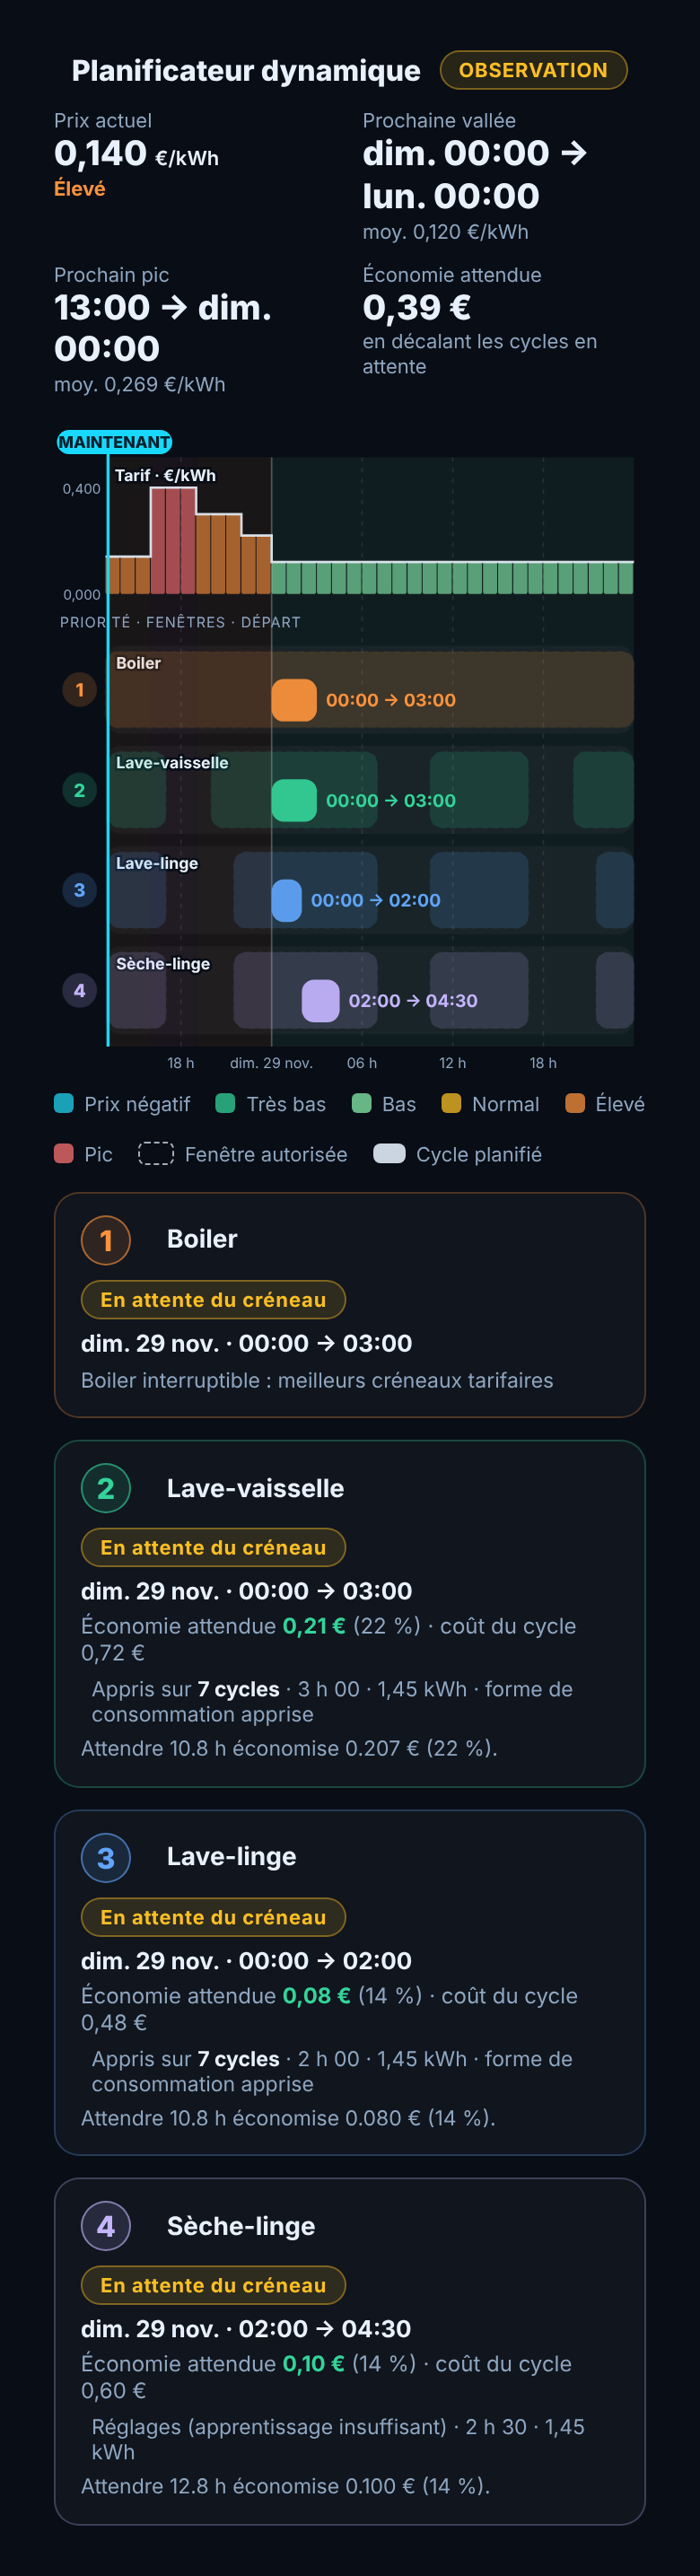 Planificateur dynamique
OBSERVATION
Prix actuel
0,140 €/kWh
Élevé
Prochaine vallée
dim. 00:00 →
lun. 00:00
moy. 0,120 €/kWh
Prochain pic
13:00 → dim.
00:00
moy. 0,269 €/kWh
Économie attendue
0,39 €
en décalant les cycles en
attente
MAINTENANT
Tarif · €/kWh
0,400
0,000
PRIORITÉ · FENÊTRES · DÉPART
Boiler
1
00:00 → 03:00
Lave-vaisselle
2
00:00 → 03:00
Lave-linge
3
00:00 → 02:00
Sèche-linge
4
02:00 → 04:30
18 h
dim. 29 nov.
06 h
12 h
18 h
Prix négatif
Très bas
Bas
Normal
Élevé
Pic
Fenêtre autorisée
Cycle planifié
1
Boiler
En attente du créneau
dim. 29 nov. · 00:00 → 03:00
Boiler interruptible : meilleurs créneaux tarifaires
2
Lave-vaisselle
En attente du créneau
dim. 29 nov. · 00:00 → 03:00
Économie attendue 0,21 € (22 %) · coût du cycle
0,72 €
Appris sur 7 cycles · 3 h 00 · 1,45 kWh · forme de
consommation apprise
Attendre 10.8 h économise 0.207 € (22 %).
3
Lave-linge
En attente du créneau
dim. 29 nov. · 00:00 → 02:00
Économie attendue 0,08 € (14 %) · coût du cycle
0,48 €
Appris sur 7 cycles · 2 h 00 · 1,45 kWh · forme de
consommation apprise
Attendre 10.8 h économise 0.080 € (14 %).
4
Sèche-linge
En attente du créneau
dim. 29 nov. · 02:00 → 04:30
Économie attendue 0,10 € (14 %) · coût du cycle
0,60 €
Réglages (apprentissage insuffisant) · 2 h 30 · 1,45
kWh
Attendre 12.8 h économise 0.100 € (14 %).